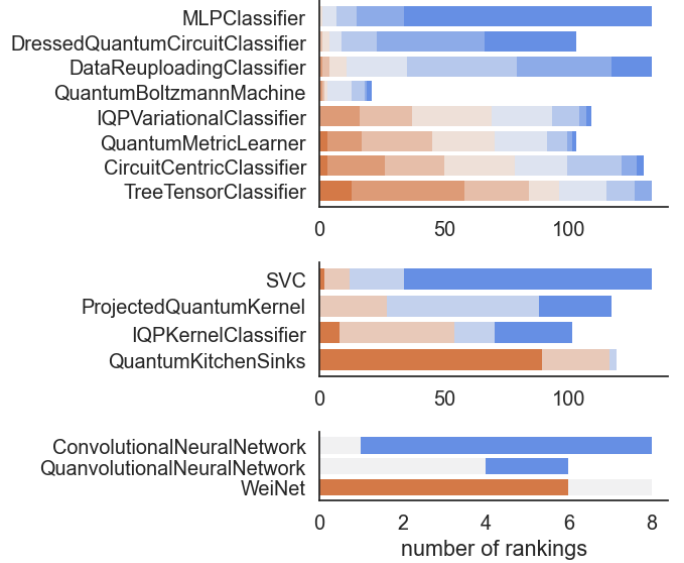 MLPClassifier
DressedQuantumCircuitClassifier
DataReuploadingClassifier
QuantumBoltzmannMachine
IQPVariationalClassifier
QuantumMetricLearner
CircuitCentricClassifier
TreeTensorClassifier
0 50 100
SVC
ProjectedQuantumKernel
IQPKernelClassifier
QuantumKitchenSinks
0 50 100
ConvolutionalNeuralNetwork
QuanvolutionalNeuralNetwork
WeiNet
0 2 4 6 8
number of rankings